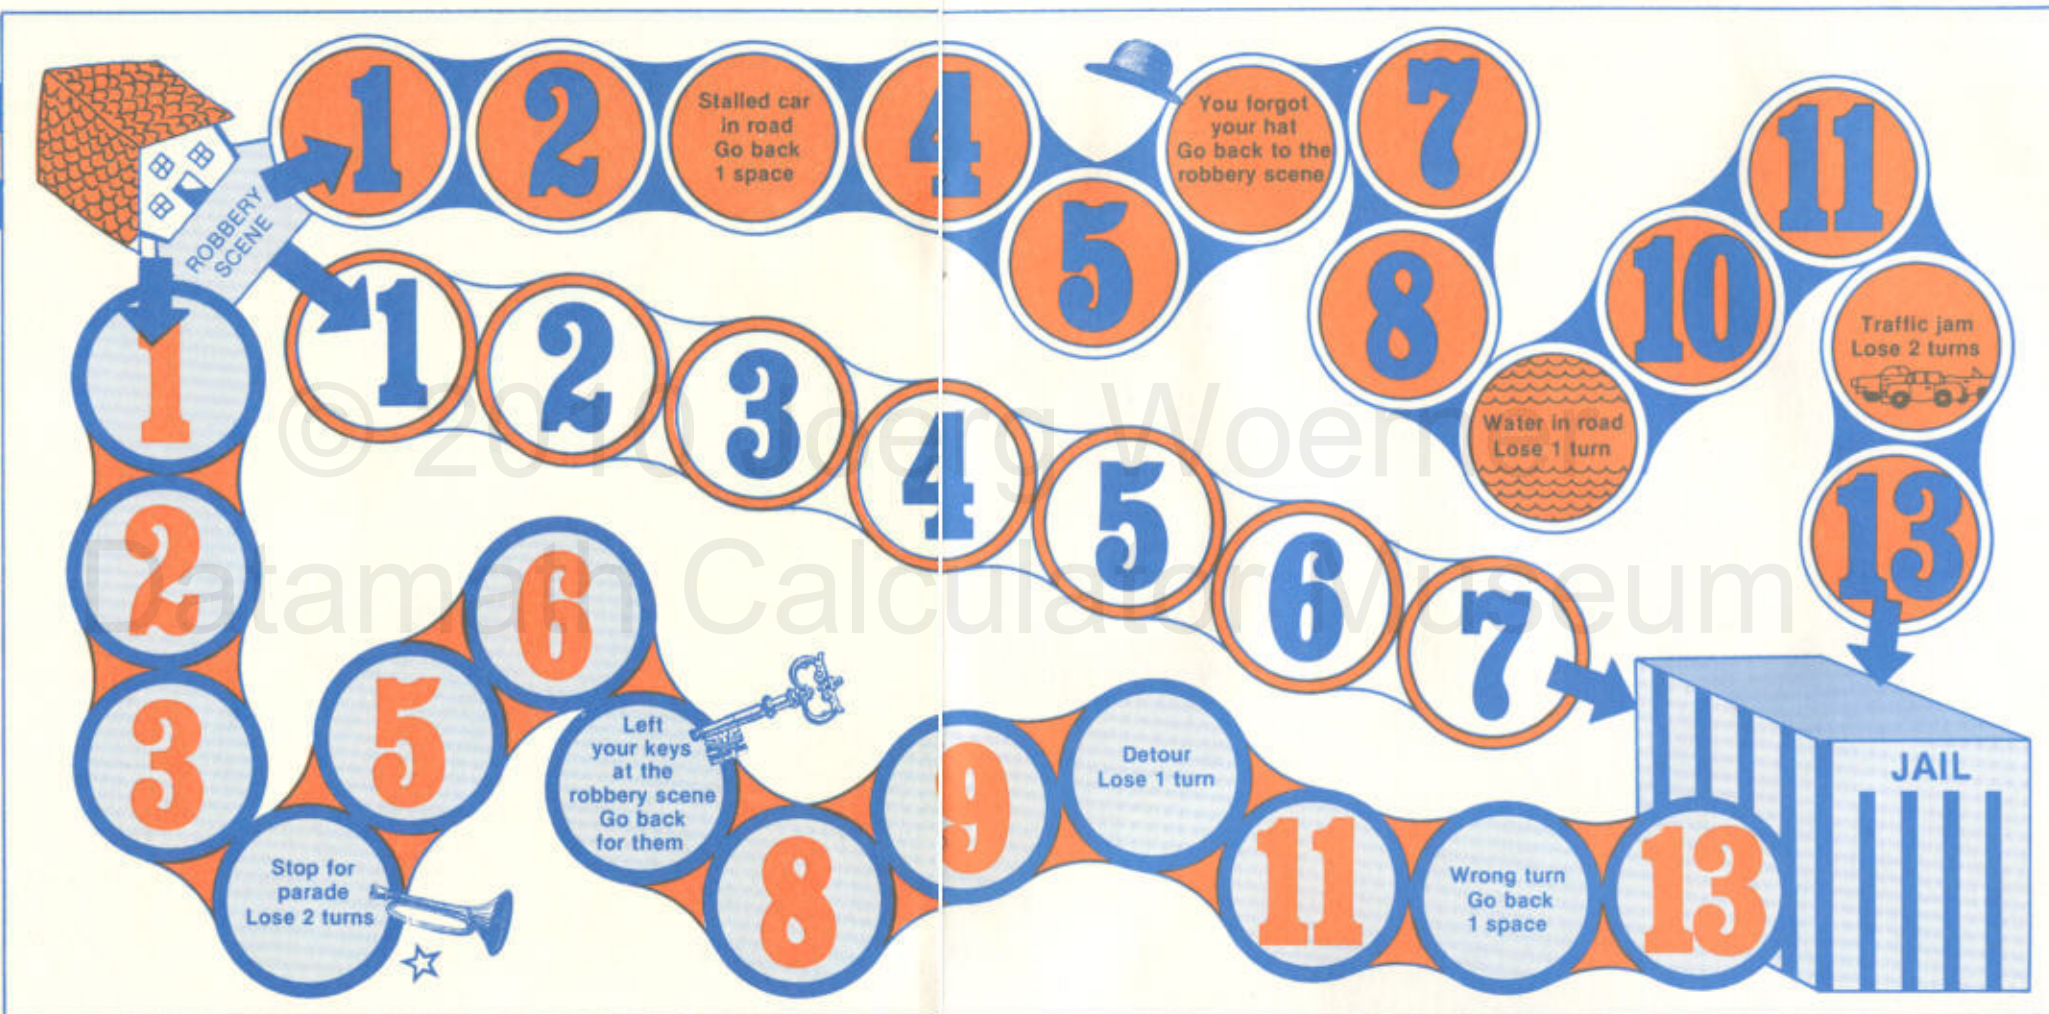 ROBBERY
SCENE
1
2
Stalled car
in road
Go back
1 space
4
5
You forgot
your hat
Go back to the
robbery scene
7
8
Water in road
Lose 1 turn
10
11
Traffic jam
Lose 2 turns
13
1
2
3
4
5
6
7
1
2
3
Stop for
parade
Lose 2 turns
5
6
Left
your keys
at the
robbery scene
Go back
for them
8
9
Detour
Lose 1 turn
11
Wrong turn
Go back
1 space
13
JAIL
© 2010 Joerg Woerner
Datamath Calculator Museum